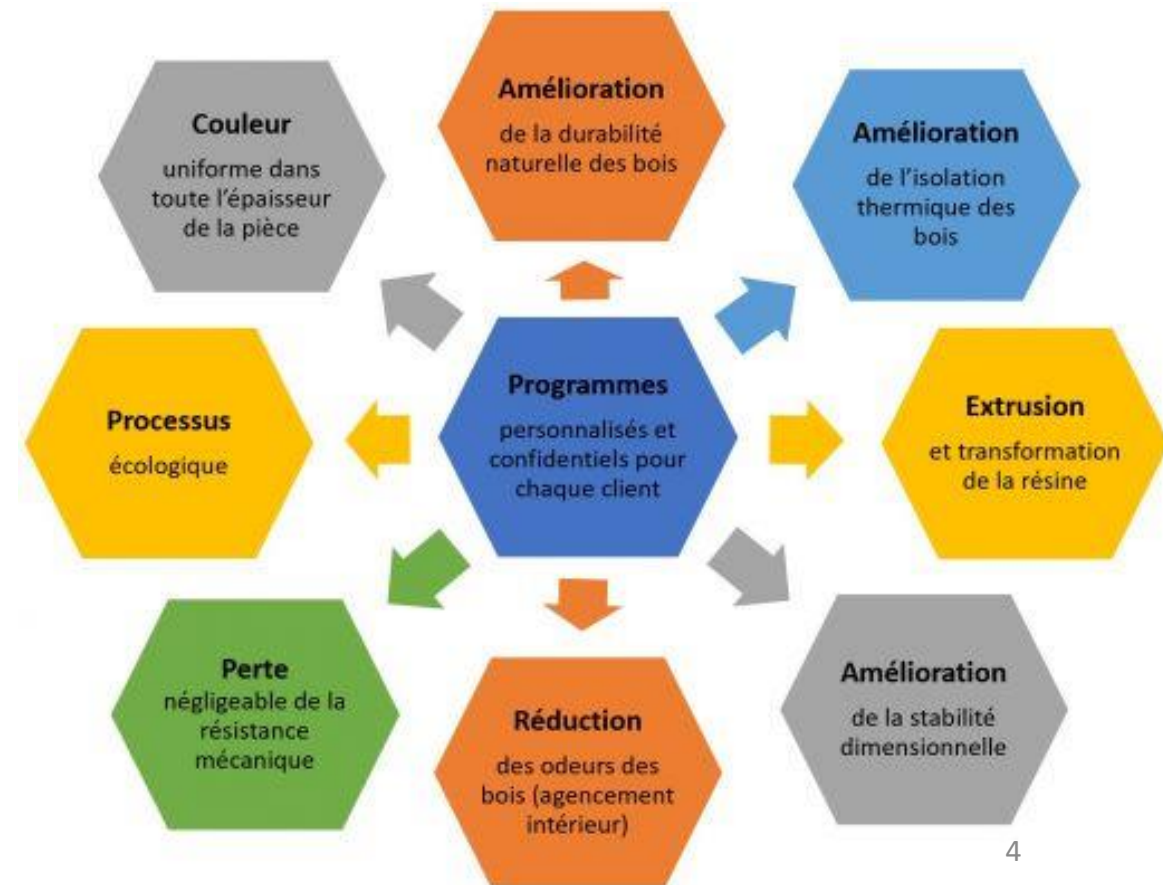 Amélioration
de la durabilité
naturelle des bois
Couleur
uniforme dans
toute l'épaisseur
de la pièce
Amélioration
de l'isolation
thermique des
bois
Processus
écologique
Programmes
personnalisés et
confidentiels pour
chaque client
Extrusion
et transformation
de la résine
Perte
négligeable de la
résistance
mécanique
Réduction
des odeurs des
bois (agencement
intérieur)
Amélioration
de la stabilité
dimensionnelle
4